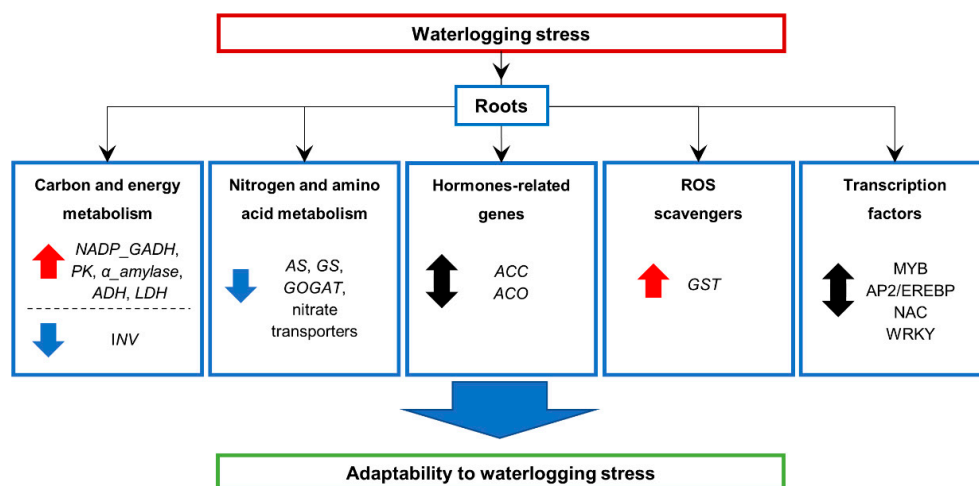 Waterlogging stress
Roots
Carbon and energy
metabolism
NADP_GADH,
PK, α_amylase,
ADH, LDH
INV
Nitrogen and amino
acid metabolism
AS, GS,
GOGAT,
nitrate
transporters
Hormones-related
genes
ACC
ACO
ROS
scavengers
GST
Transcription
factors
MYB
AP2/EREBP
NAC
WRKY
Adaptability to waterlogging stress